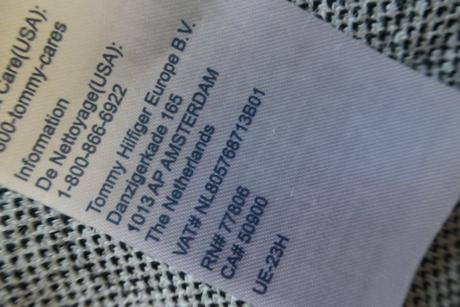 Care(USA):
800-tommy-cares
Information
De Nettoyage(USA):
1-800-866-6922
Tommy Hilfiger Europe B.V.
Danzigerkade 165
1013 AP AMSTERDAM
The Netherlands
VAT# NL805768713B01
RN# 77806
CA# 50900
UE-23H